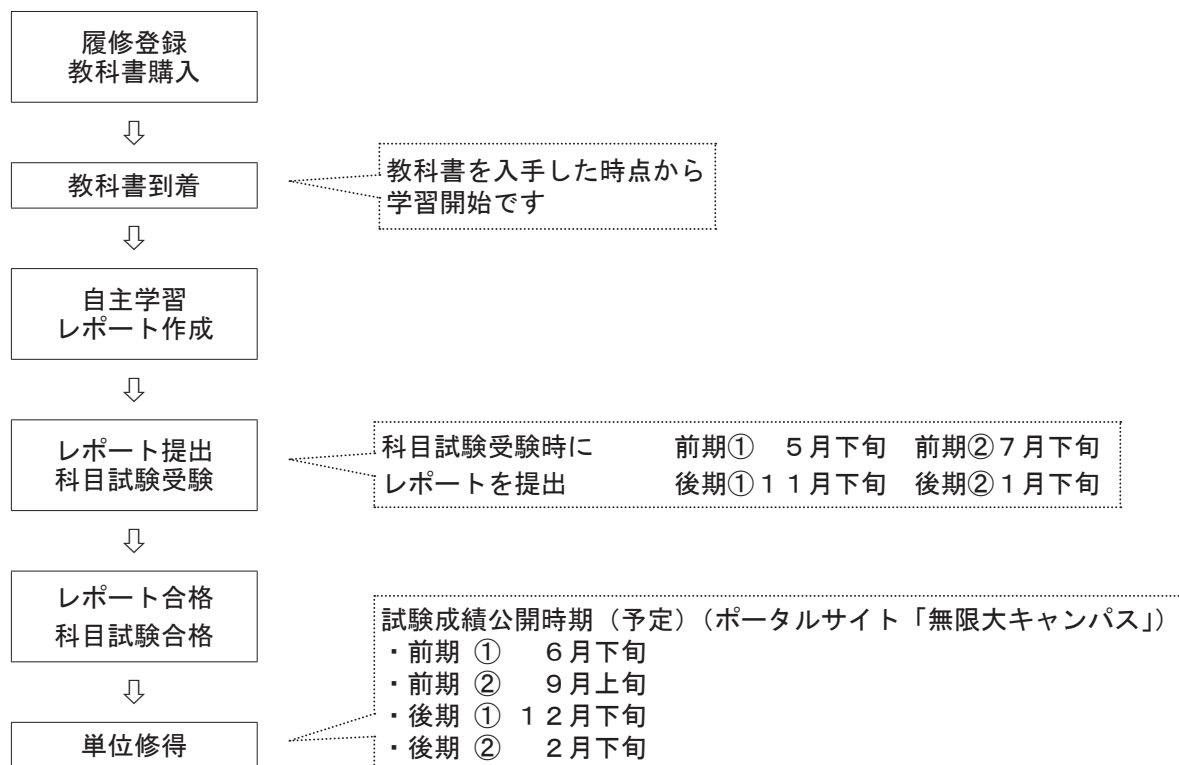 履修登録
教科書購入
⇩
教科書到着
教科書を入手した時点から
学習開始です
⇩
自主学習
レポート作成
⇩
レポート提出
科目試験受験
科目試験受験時に 前期① 5月下旬 前期②7月下旬
レポートを提出 後期①11月下旬 後期②1月下旬
⇩
レポート合格
科目試験合格
⇩
単位修得
試験成績公開時期（予定）（ポータルサイト「無限大キャンパス」）
・前期 ① 6月下旬
・前期 ② 9月上旬
・後期 ① 12月下旬
・後期 ② 2月下旬